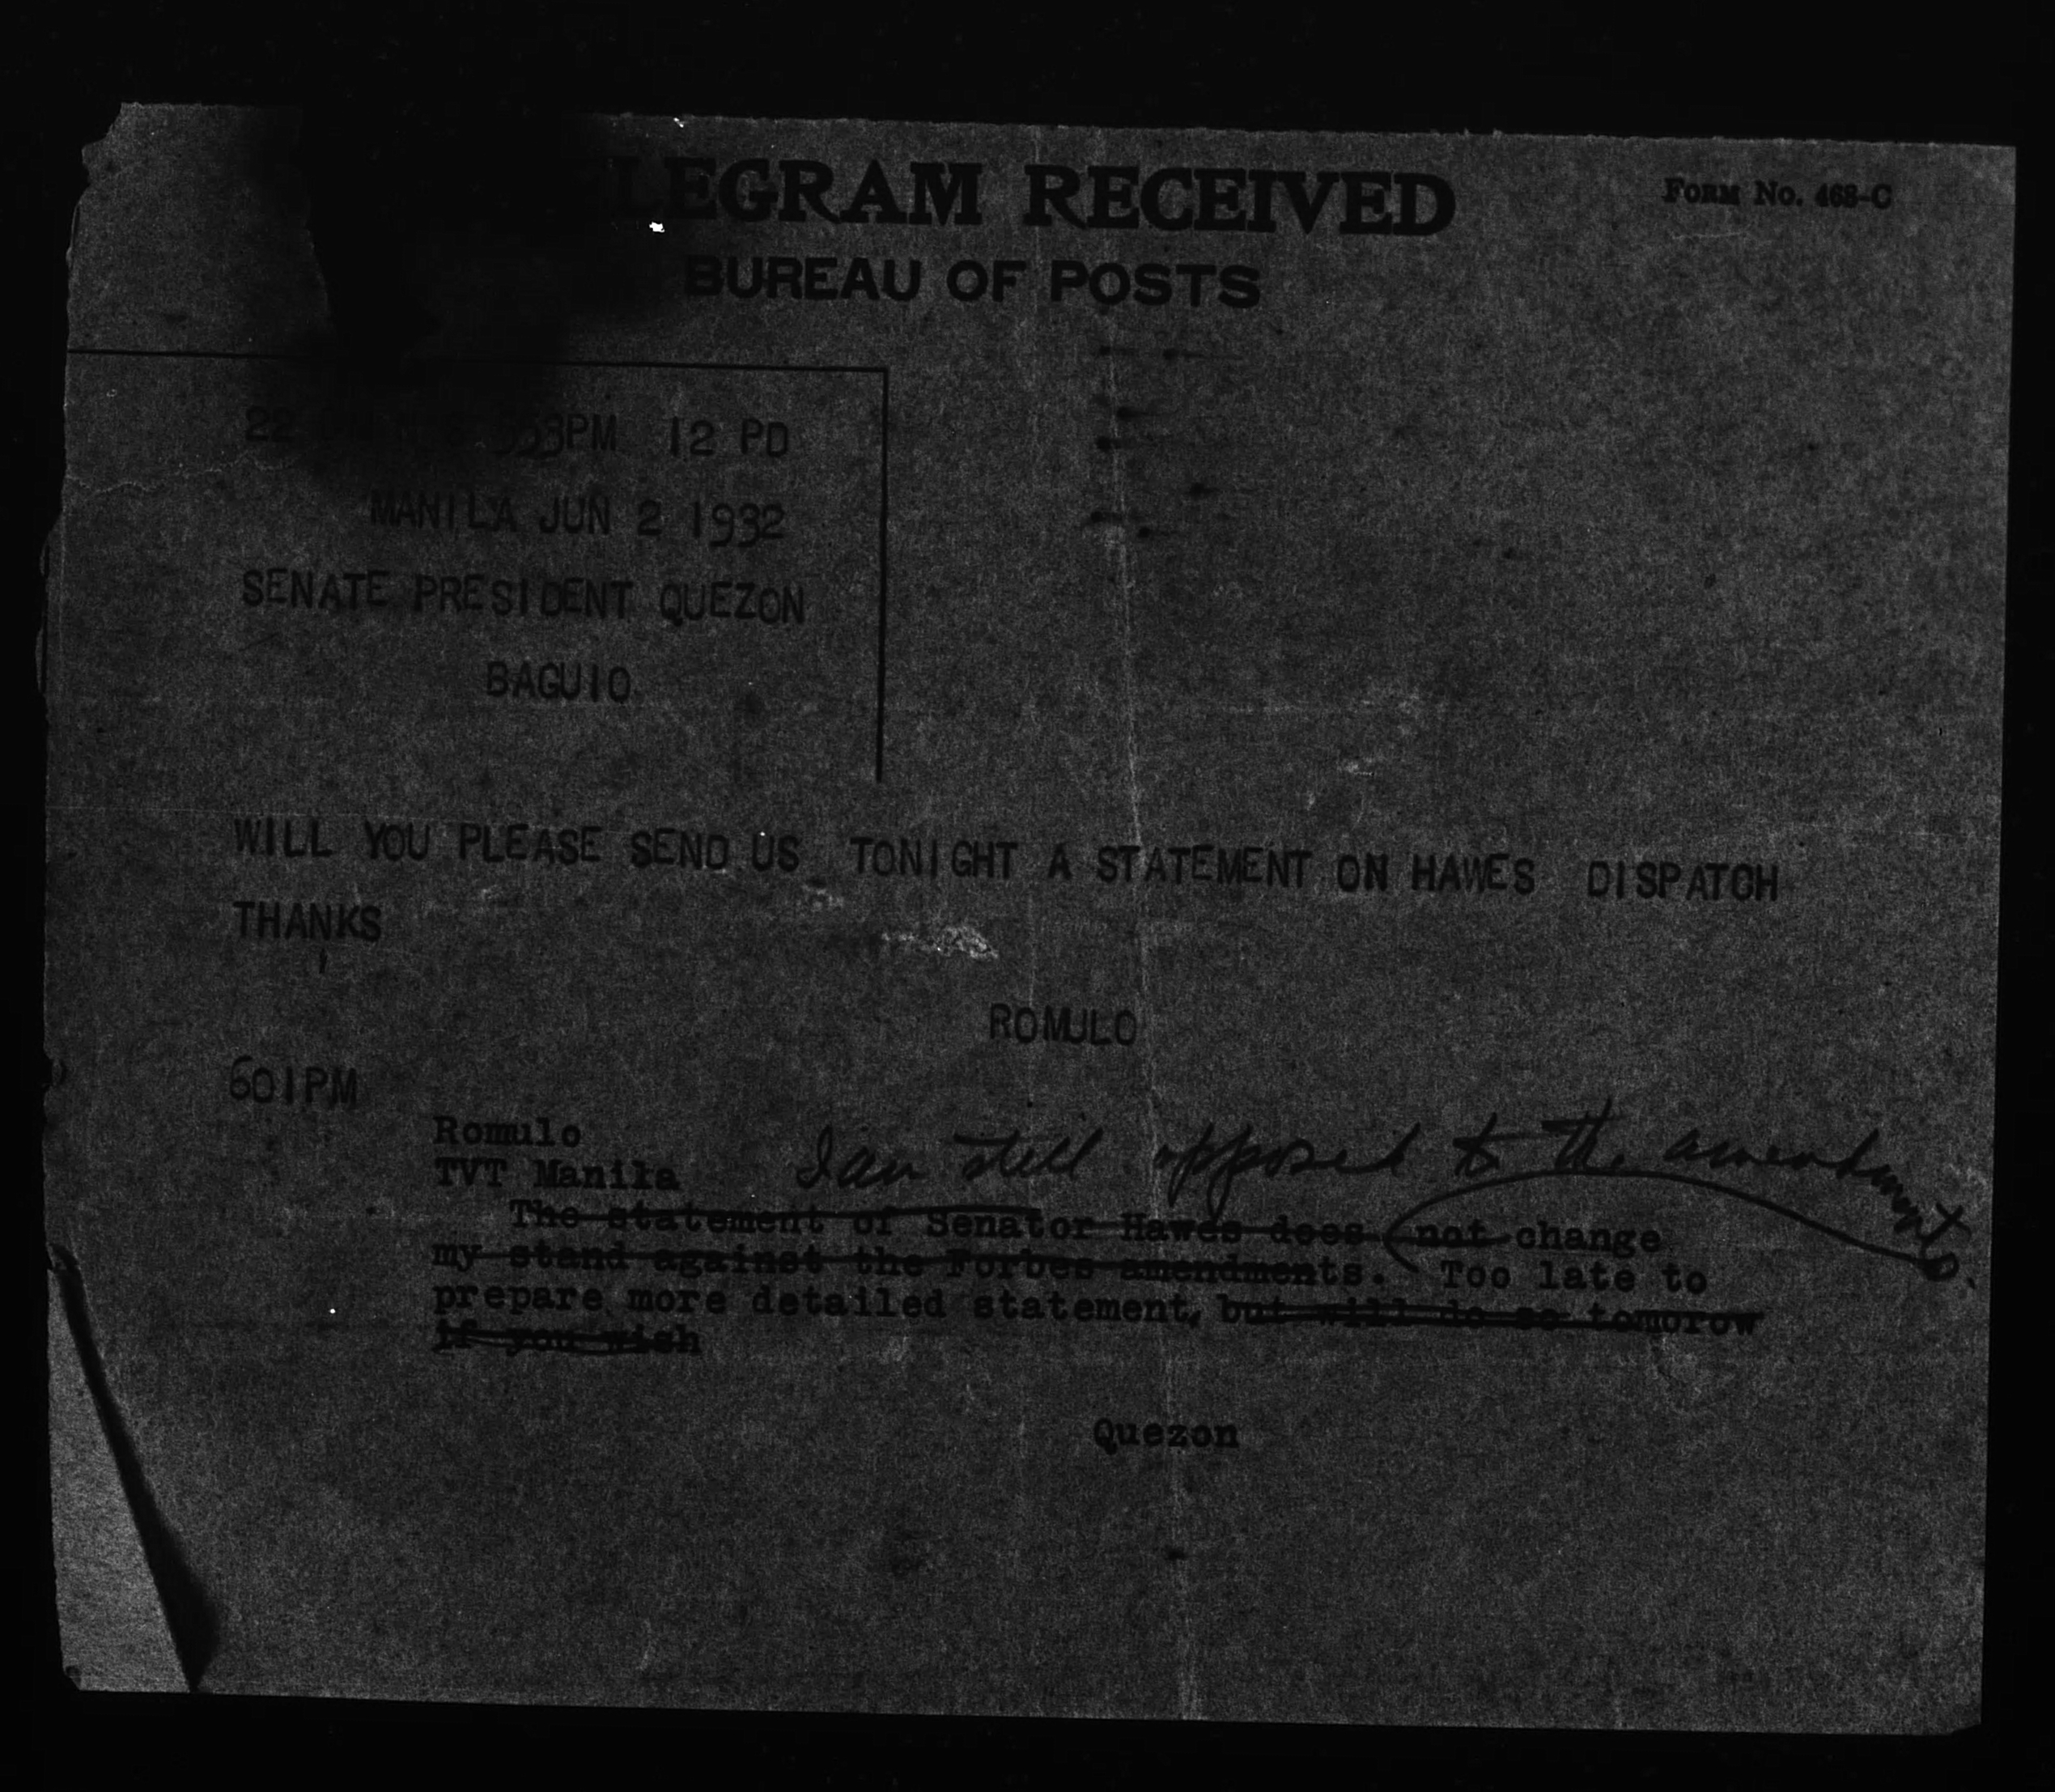 LEGRAM RECEIVED
FORM No. 468-C
BUREAU OF POSTS
22 553PM 12 PD
MANILA JUN 2 1932
SENATE PRESIDENT QUEZON
BAGUIO
WILL YOU PLEASE SEND US TONIGHT A STATEMENT ON HAWES DISPATCH
THANKS
ROMULO
601PM
Romulo
TVT Manila
I am still opposed to the amendments.
The statement of Senator Hawes does not change
my stand against the Forbes amendments. Too late to
prepare more detailed statement, but will do so tomorow
if you wish
Quezon